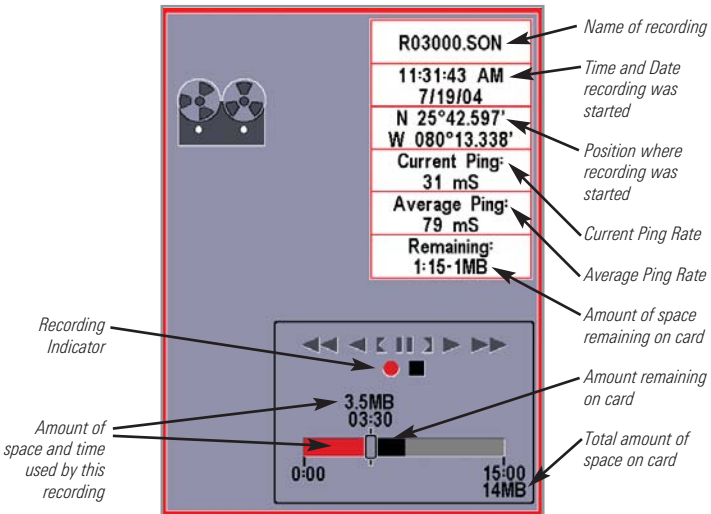 R03000.SON
11:31:43 AM
7/19/04
N 25°42.597'
W 080°13.338'
Current Ping:
31 mS
Average Ping:
79 mS
Remaining:
1:15-1MB
Name of recording
Time and Date
recording was
started
Position where
recording was
started
Current Ping Rate
Average Ping Rate
Amount of space
remaining on card
Recording
Indicator
Amount of
space and time
used by this
recording
3.5MB
03:30
0:00
15:00
14MB
Amount remaining
on card
Total amount of
space on card